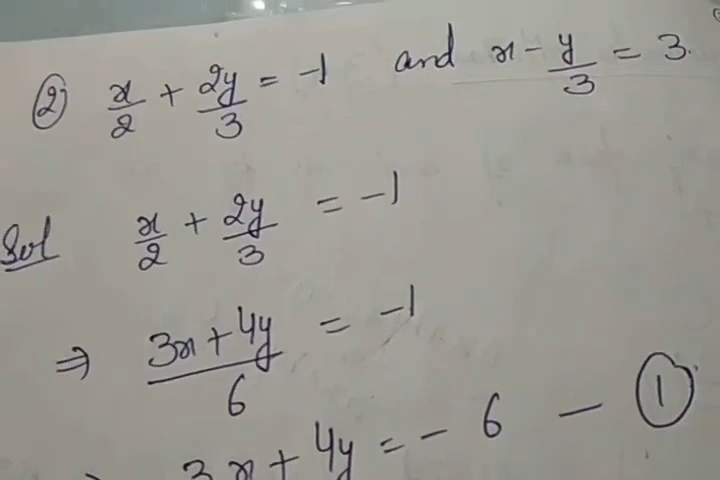 ② x/2 + 2y/3 = -1 and x - y/3 = 3.
Sol x/2 + 2y/3 = -1
⇒ (3x + 4y)/6 = -1
3x + 4y = - 6 — ①